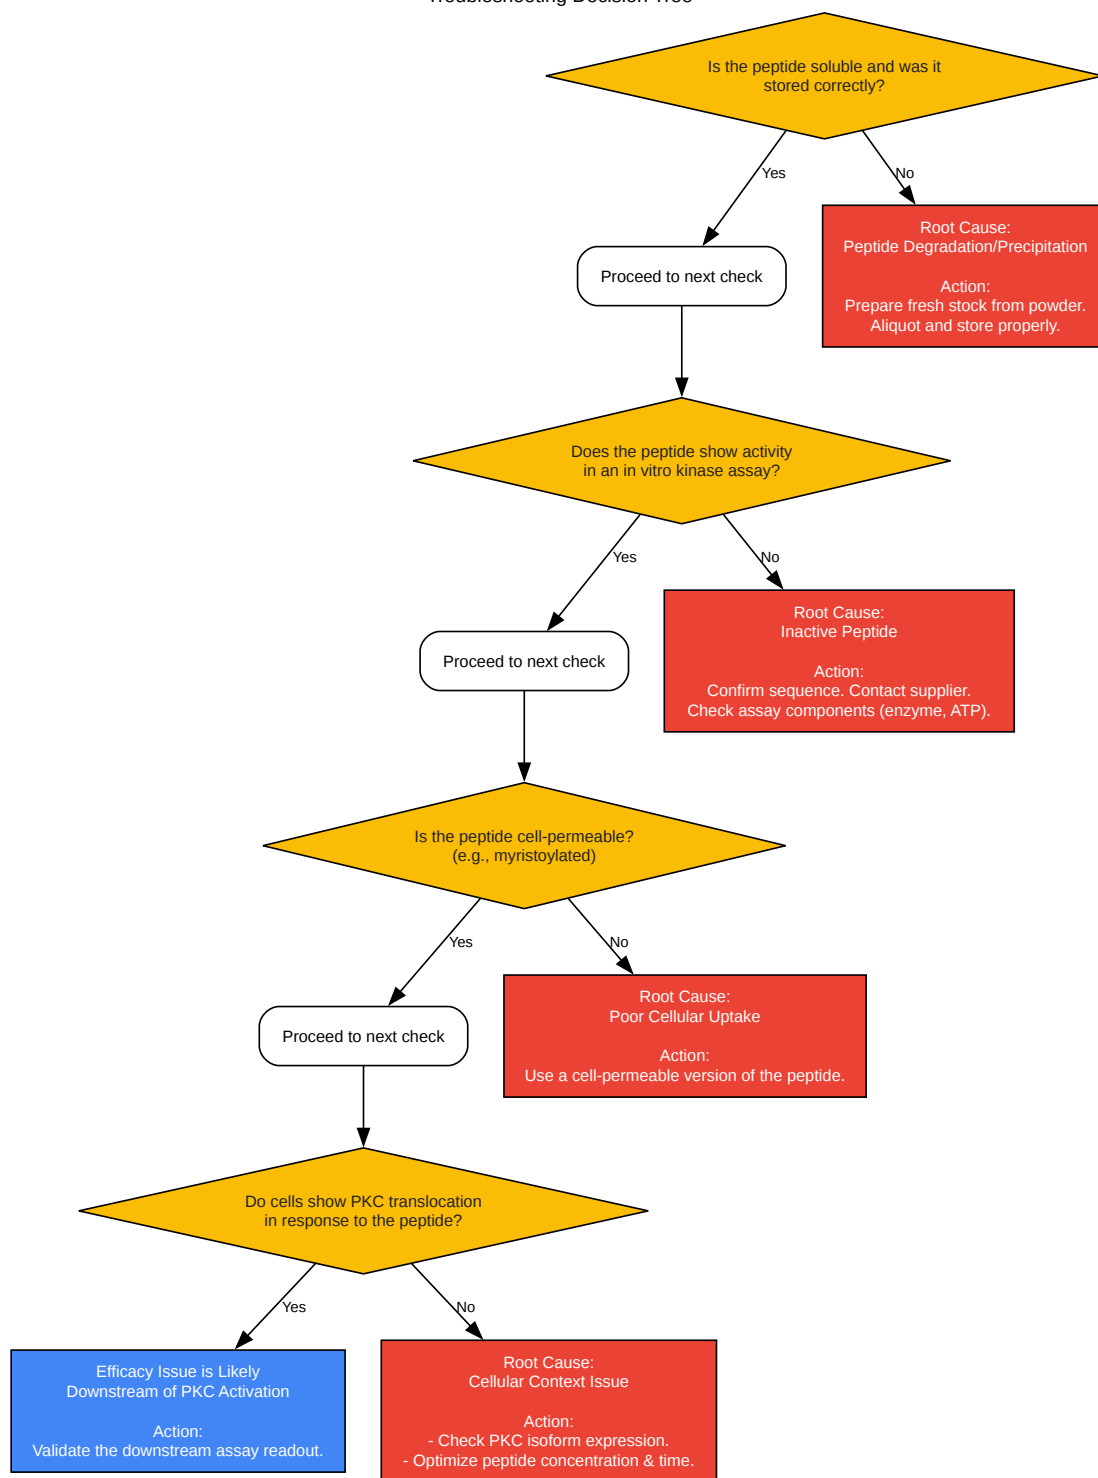 Troubleshooting Decision Tree
Is the peptide soluble and was it
stored correctly?
Yes
No
Root Cause:
Peptide Degradation/Precipitation
Action:
Prepare fresh stock from powder.
Aliquot and store properly.
Proceed to next check
Does the peptide show activity
in an in vitro kinase assay?
Yes
No
Root Cause:
Inactive Peptide
Action:
Confirm sequence. Contact supplier.
Check assay components (enzyme, ATP).
Proceed to next check
Is the peptide cell-permeable?
(e.g., myristoylated)
Yes
No
Root Cause:
Poor Cellular Uptake
Action:
Use a cell-permeable version of the peptide.
Proceed to next check
Do cells show PKC translocation
in response to the peptide?
Yes
No
Efficacy Issue is Likely
Downstream of PKC Activation
Action:
Validate the downstream assay readout.
Root Cause:
Cellular Context Issue
Action:
- Check PKC isoform expression.
- Optimize peptide concentration & time.